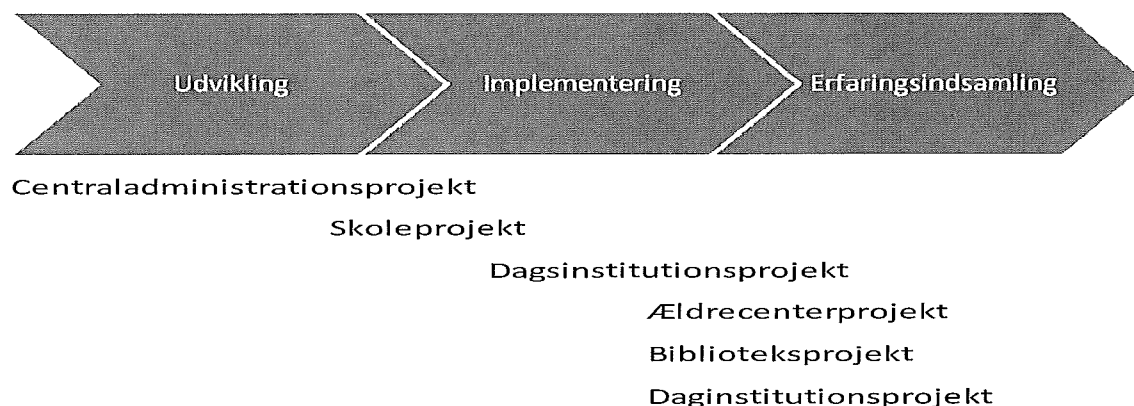 Udvikling Implementering Erfaringsindsamling
Centraladministrationsprojekt
Skoleprojekt
Dagsinstitutionsprojekt
Ældrecenterprojekt
Biblioteksprojekt
Daginstitutionsprojekt